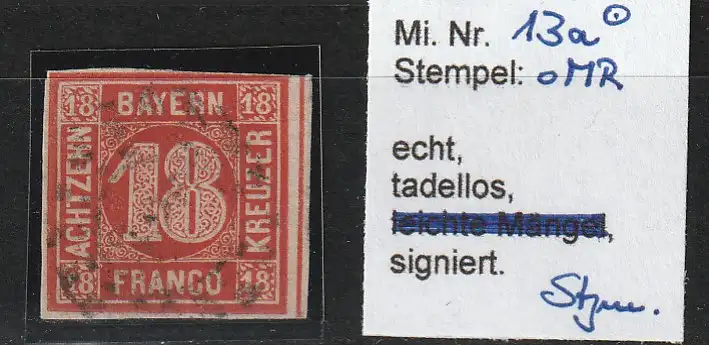 18 BAYERN 18
ACHTZEHN
18
KREUZER
18 FRANCO 18
Mi. Nr. 13a
Stempel: oMR
echt,
tadellos,
leichte Mängel,
signiert.